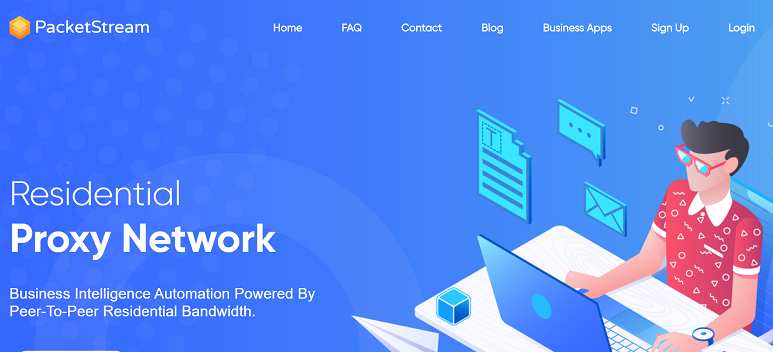 PacketStream
Home FAQ Contact Blog Business Apps Sign Up Login
T
Residential
Proxy Network
Business Intelligence Automation Powered By
Peer-To-Peer Residential Bandwidth.